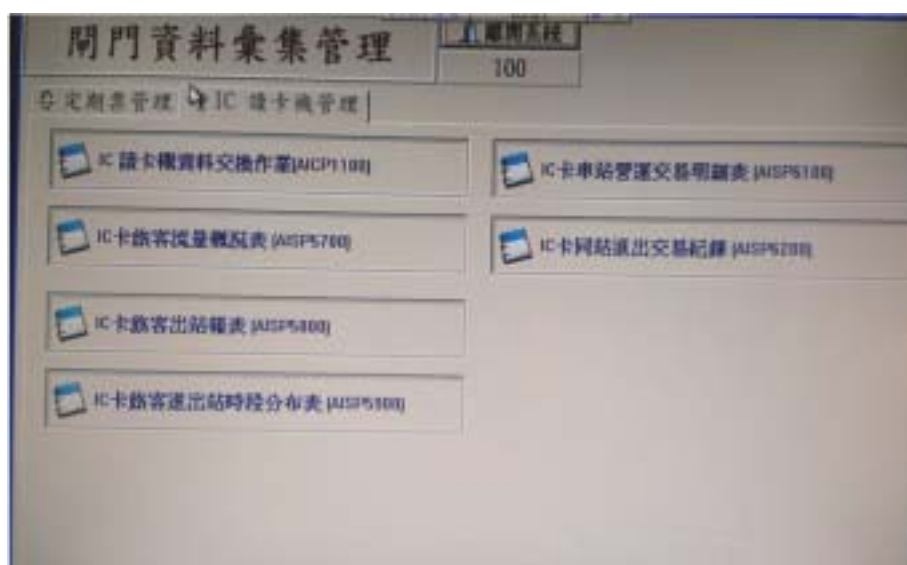 閘門資料彙集管理
離開系統
100
定期票管理
IC 讀卡機管理
IC 讀卡機資料交換作業(AICP1100)
IC卡車站營運交易明細表 (AISP6100)
IC卡旅客流量概況表 (AISP5700)
IC卡同站進出交易紀錄 (AISP6200)
IC卡旅客出站報表 (AISP5800)
IC卡旅客進出站時段分布表 (AISP5900)